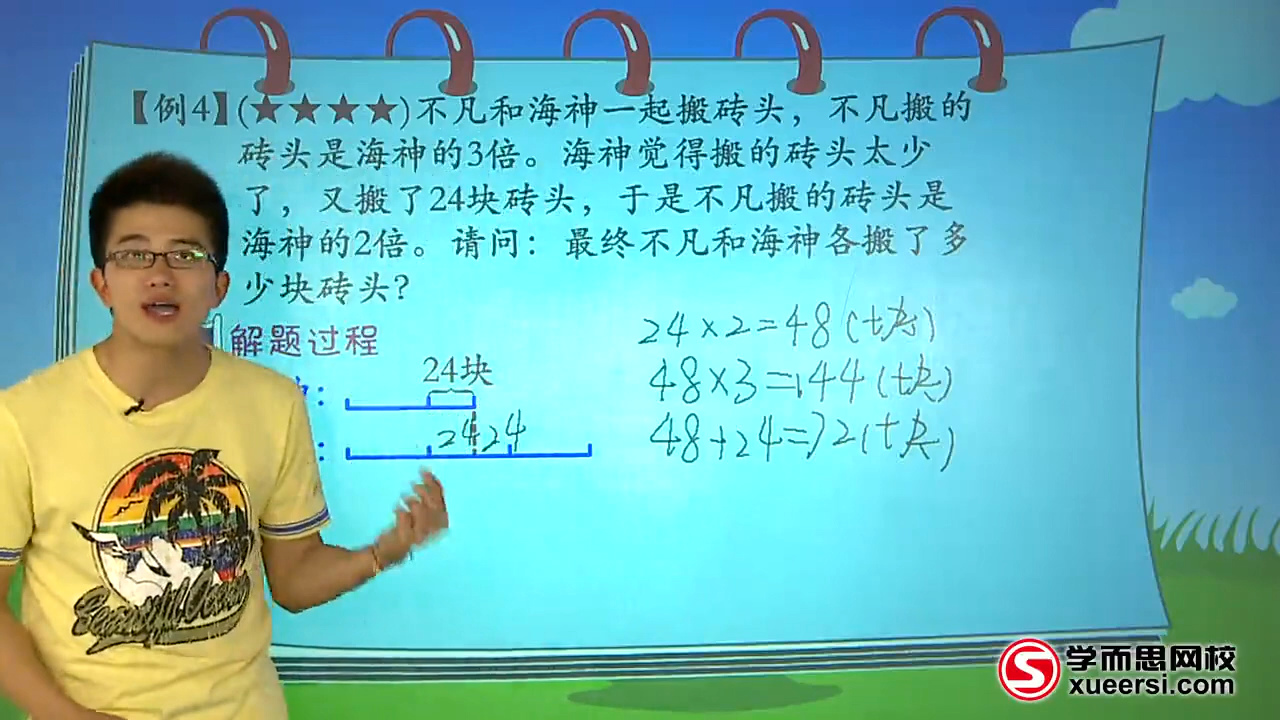 【例4】(★★★★)不凡和海神一起搬砖头，不凡搬的
砖头是海神的3倍。海神觉得搬的砖头太少
了，又搬了24块砖头，于是不凡搬的砖头是
海神的2倍。请问：最终不凡和海神各搬了多
少块砖头？
解题过程
24块
24 24
24×2=48(块)
48×3=144(块)
48+24=72(块)
Beautiful Ocean
学而思网校
xueersi.com